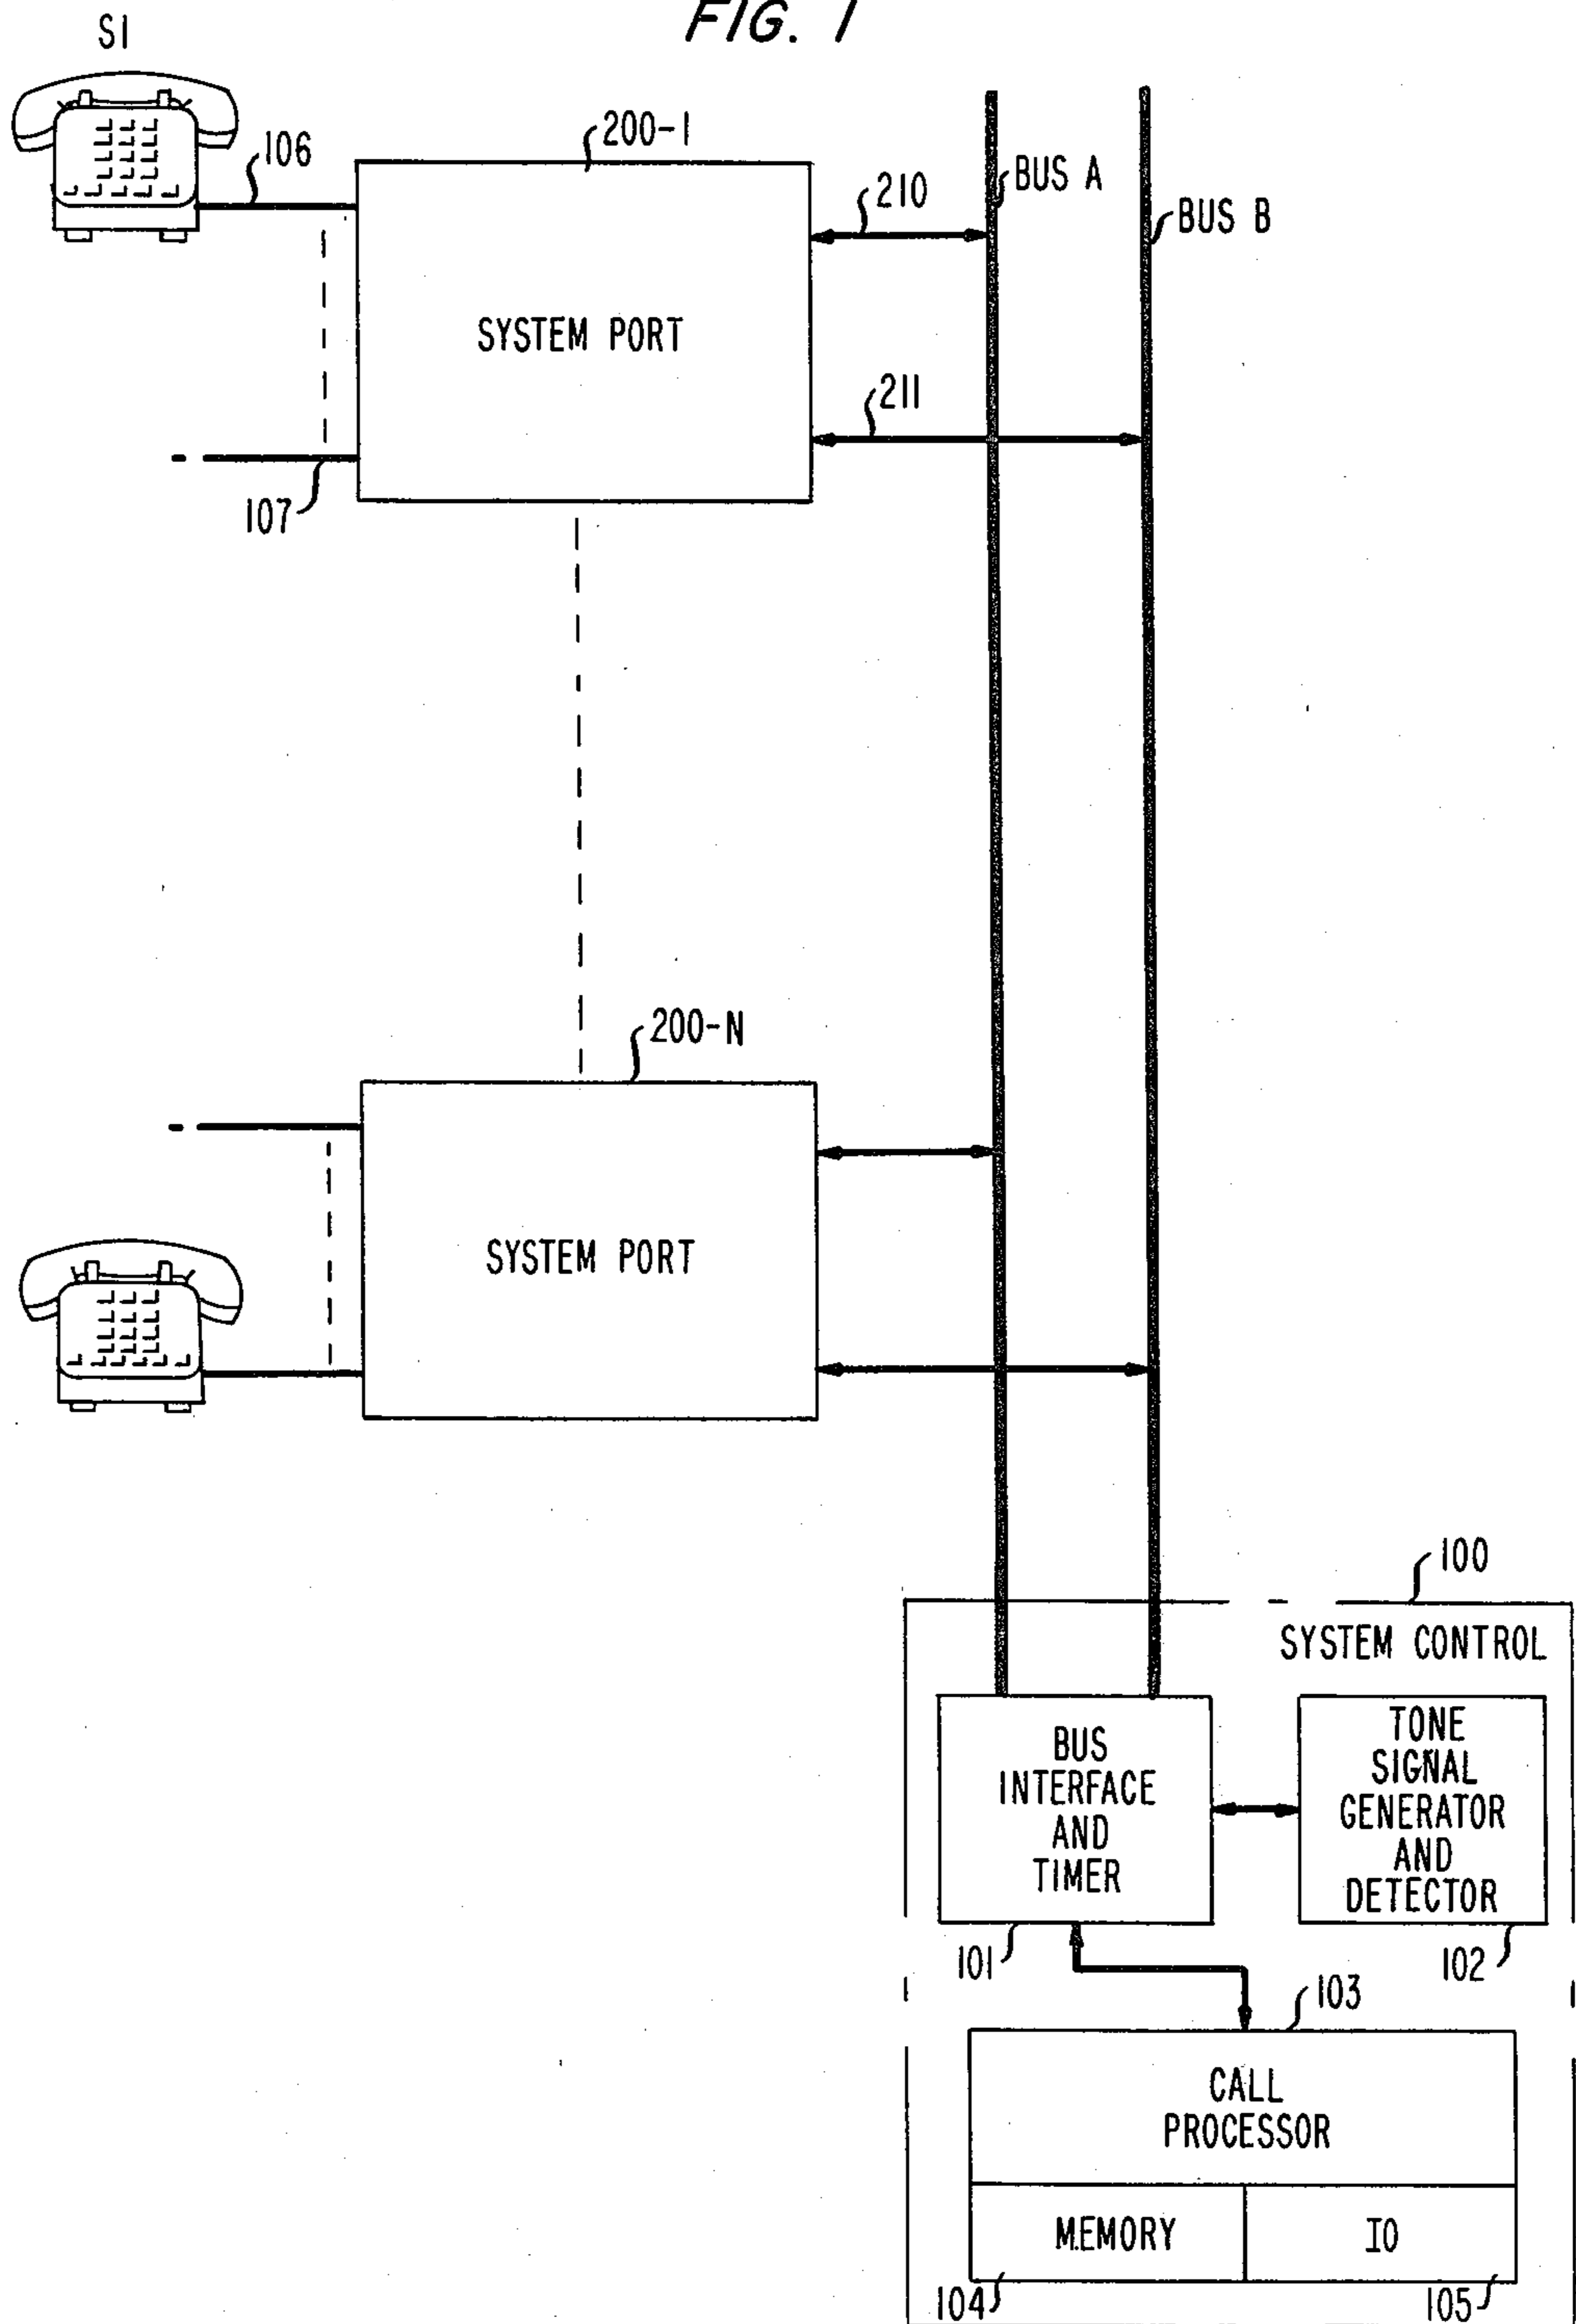 FIG. 1
S1
106
200-1
210
BUS A
BUS B
SYSTEM PORT
211
107
200-N
SYSTEM PORT
100
SYSTEM CONTROL
BUS
INTERFACE
AND
TIMER
TONE
SIGNAL
GENERATOR
AND
DETECTOR
101
102
103
CALL
PROCESSOR
MEMORY
IO
104
105